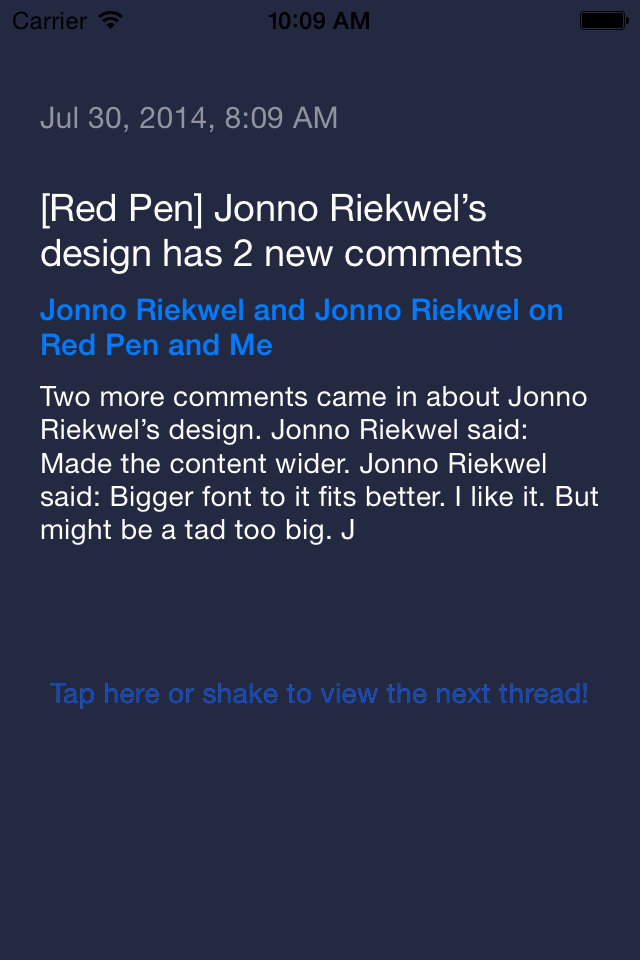 Carrier 10:09 AM
Jul 30, 2014, 8:09 AM
[Red Pen] Jonno Riekwel’s
design has 2 new comments
Jonno Riekwel and Jonno Riekwel on
Red Pen and Me
Two more comments came in about Jonno
Riekwel’s design. Jonno Riekwel said:
Made the content wider. Jonno Riekwel
said: Bigger font to it fits better. I like it. But
might be a tad too big. J
Tap here or shake to view the next thread!